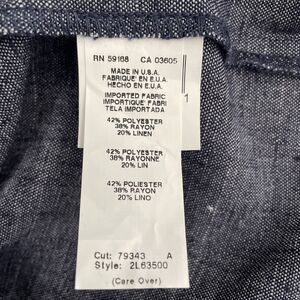 RN 59168 CA 03605
MADE IN U.S.A.
FABRIQUE' EN E.U.A.
HECHO EN E.U.A.
IMPORTED FABRIC
IMPORTIQUE FABRI
TELA IMPORTADA
1
42% POLYESTER
38% RAYON
20% LINEN
42% POLYESTER
38% RAYONNE
20% LIN
42% POLIESTER
38% RAYON
20% LINO
Cut: 79343 A
Style: 2L63500
(Care Over)